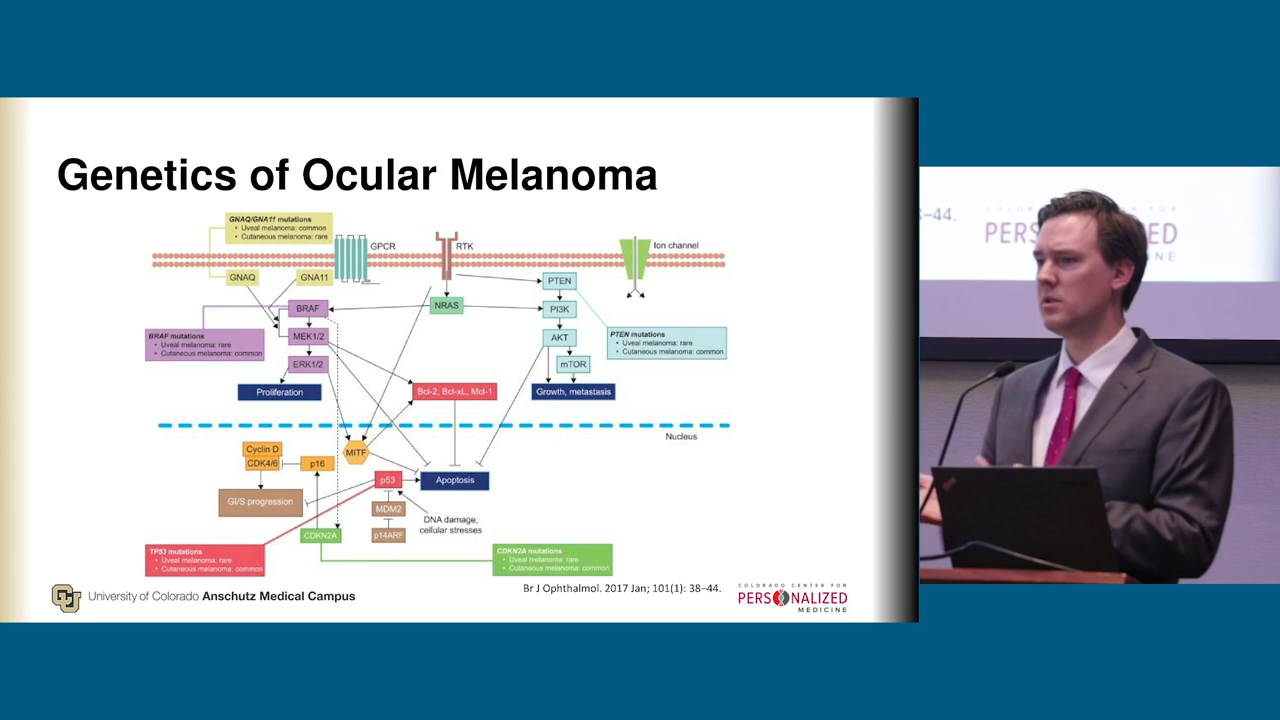 Genetics of Ocular Melanoma
GNAQ/GNA11 mutations
• Uveal melanoma: common
• Cutaneous melanoma: rare
GPCR
RTK
Ion channel
GNAQ
GNA11
PTEN
BRAF
NRAS
PI3K
BRAF mutations
• Uveal melanoma: rare
• Cutaneous melanoma: common
MEK1/2
AKT
PTEN mutations
• Uveal melanoma: rare
• Cutaneous melanoma: common
ERK1/2
mTOR
Proliferation
Bcl-2, Bcl-xL, Mcl-1
Growth, metastasis
Nucleus
Cyclin D
CDK4/6
p16
MITF
p53
Apoptosis
GI/S progression
MDM2
DNA damage,
cellular stresses
CDKN2A
p14ARF
TP53 mutations
• Uveal melanoma: rare
• Cutaneous melanoma: common
CDKN2A mutations
• Uveal melanoma: rare
• Cutaneous melanoma: common
Br J Ophthalmol. 2017 Jan; 101(1): 38–44.
CU
University of Colorado Anschutz Medical Campus
COLORADO CENTER FOR
PERSONALIZED
MEDICINE
–44.